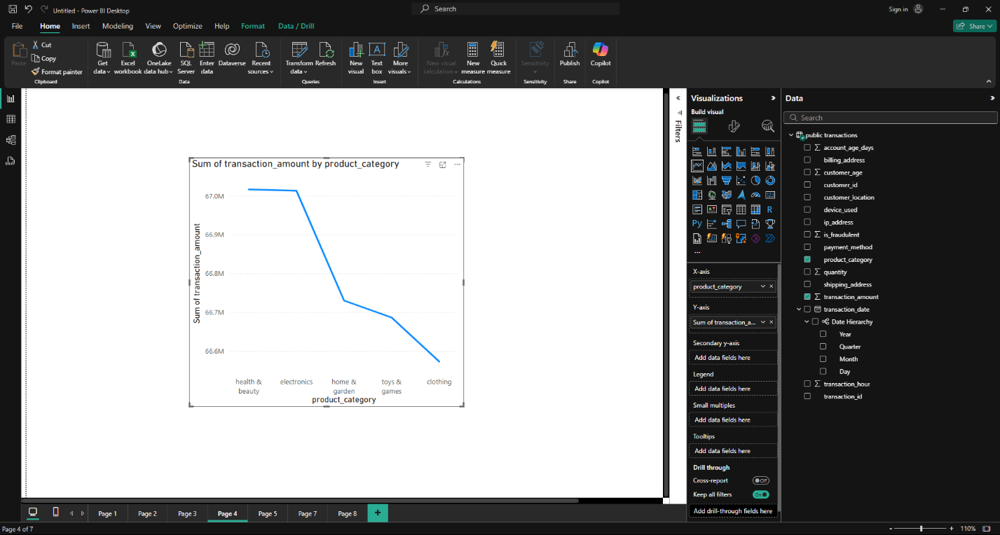 Untitled - Power BI Desktop
Search
Sign in
File Home Insert Modeling View Optimize Help Format Data / Drill
Share
Paste
Cut
Copy
Format painter
Clipboard
Get data
Excel workbook
OneLake data hub
SQL Server
Enter data
Dataverse
Recent sources
Data
Transform data
Refresh
Queries
New visual
Text box
More visuals
Insert
New visual calculation
New measure
Quick measure
Calculations
Sensitivity
Sensitivity
Publish
Share
Copilot
Copilot
Sum of transaction_amount by product_category
Sum of transaction_amount
67.0M
66.9M
66.8M
66.7M
66.6M
health & beauty
electronics
home & garden
toys & games
clothing
product_category
Filters
Visualizations
Build visual
R
Py
...
X-axis
product_category
Y-axis
Sum of transaction_a...
Secondary y-axis
Add data fields here
Legend
Add data fields here
Small multiples
Add data fields here
Tooltips
Add data fields here
Drill through
Cross-report
Off
Keep all filters
On
Add drill-through fields here
Data
Search
public transactions
account_age_days
billing_address
customer_age
customer_id
customer_location
device_used
ip_address
is_fraudulent
payment_method
product_category
quantity
shipping_address
transaction_amount
transaction_date
Date Hierarchy
Year
Quarter
Month
Day
transaction_hour
transaction_id
Page 1 Page 2 Page 3 Page 4 Page 5 Page 7 Page 8
Page 4 of 7
110%